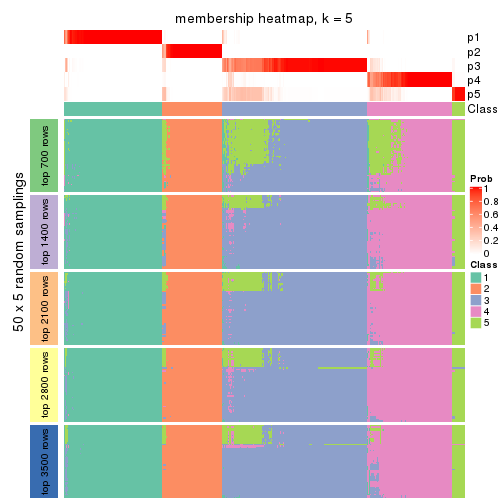 membership heatmap, k = 5
p1
p2
p3
p4
p5
Class
50 x 5 random samplings
top 700 rows
top 1400 rows
top 2100 rows
top 2800 rows
top 3500 rows
Prob
1
0.8
0.6
0.4
0.2
0
Class
1
2
3
4
5